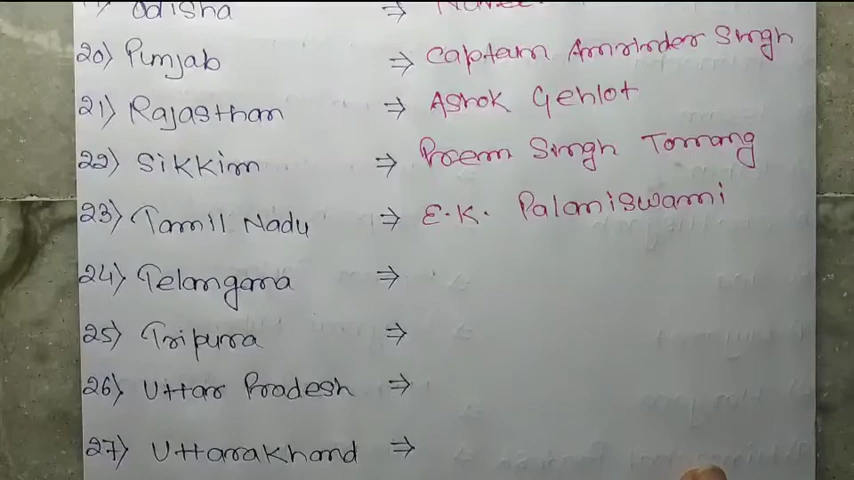 Odisha ⇒
20) Punjab ⇒ Captain Amrinder Singh
21) Rajasthan ⇒ Ashok Gehlot
22) Sikkim ⇒ Prem Singh Tamang
23) Tamil Nadu ⇒ E.K. Palaniswami
24) Telangana ⇒
25) Tripura ⇒
26) Uttar Pradesh ⇒
27) Uttarakhand ⇒